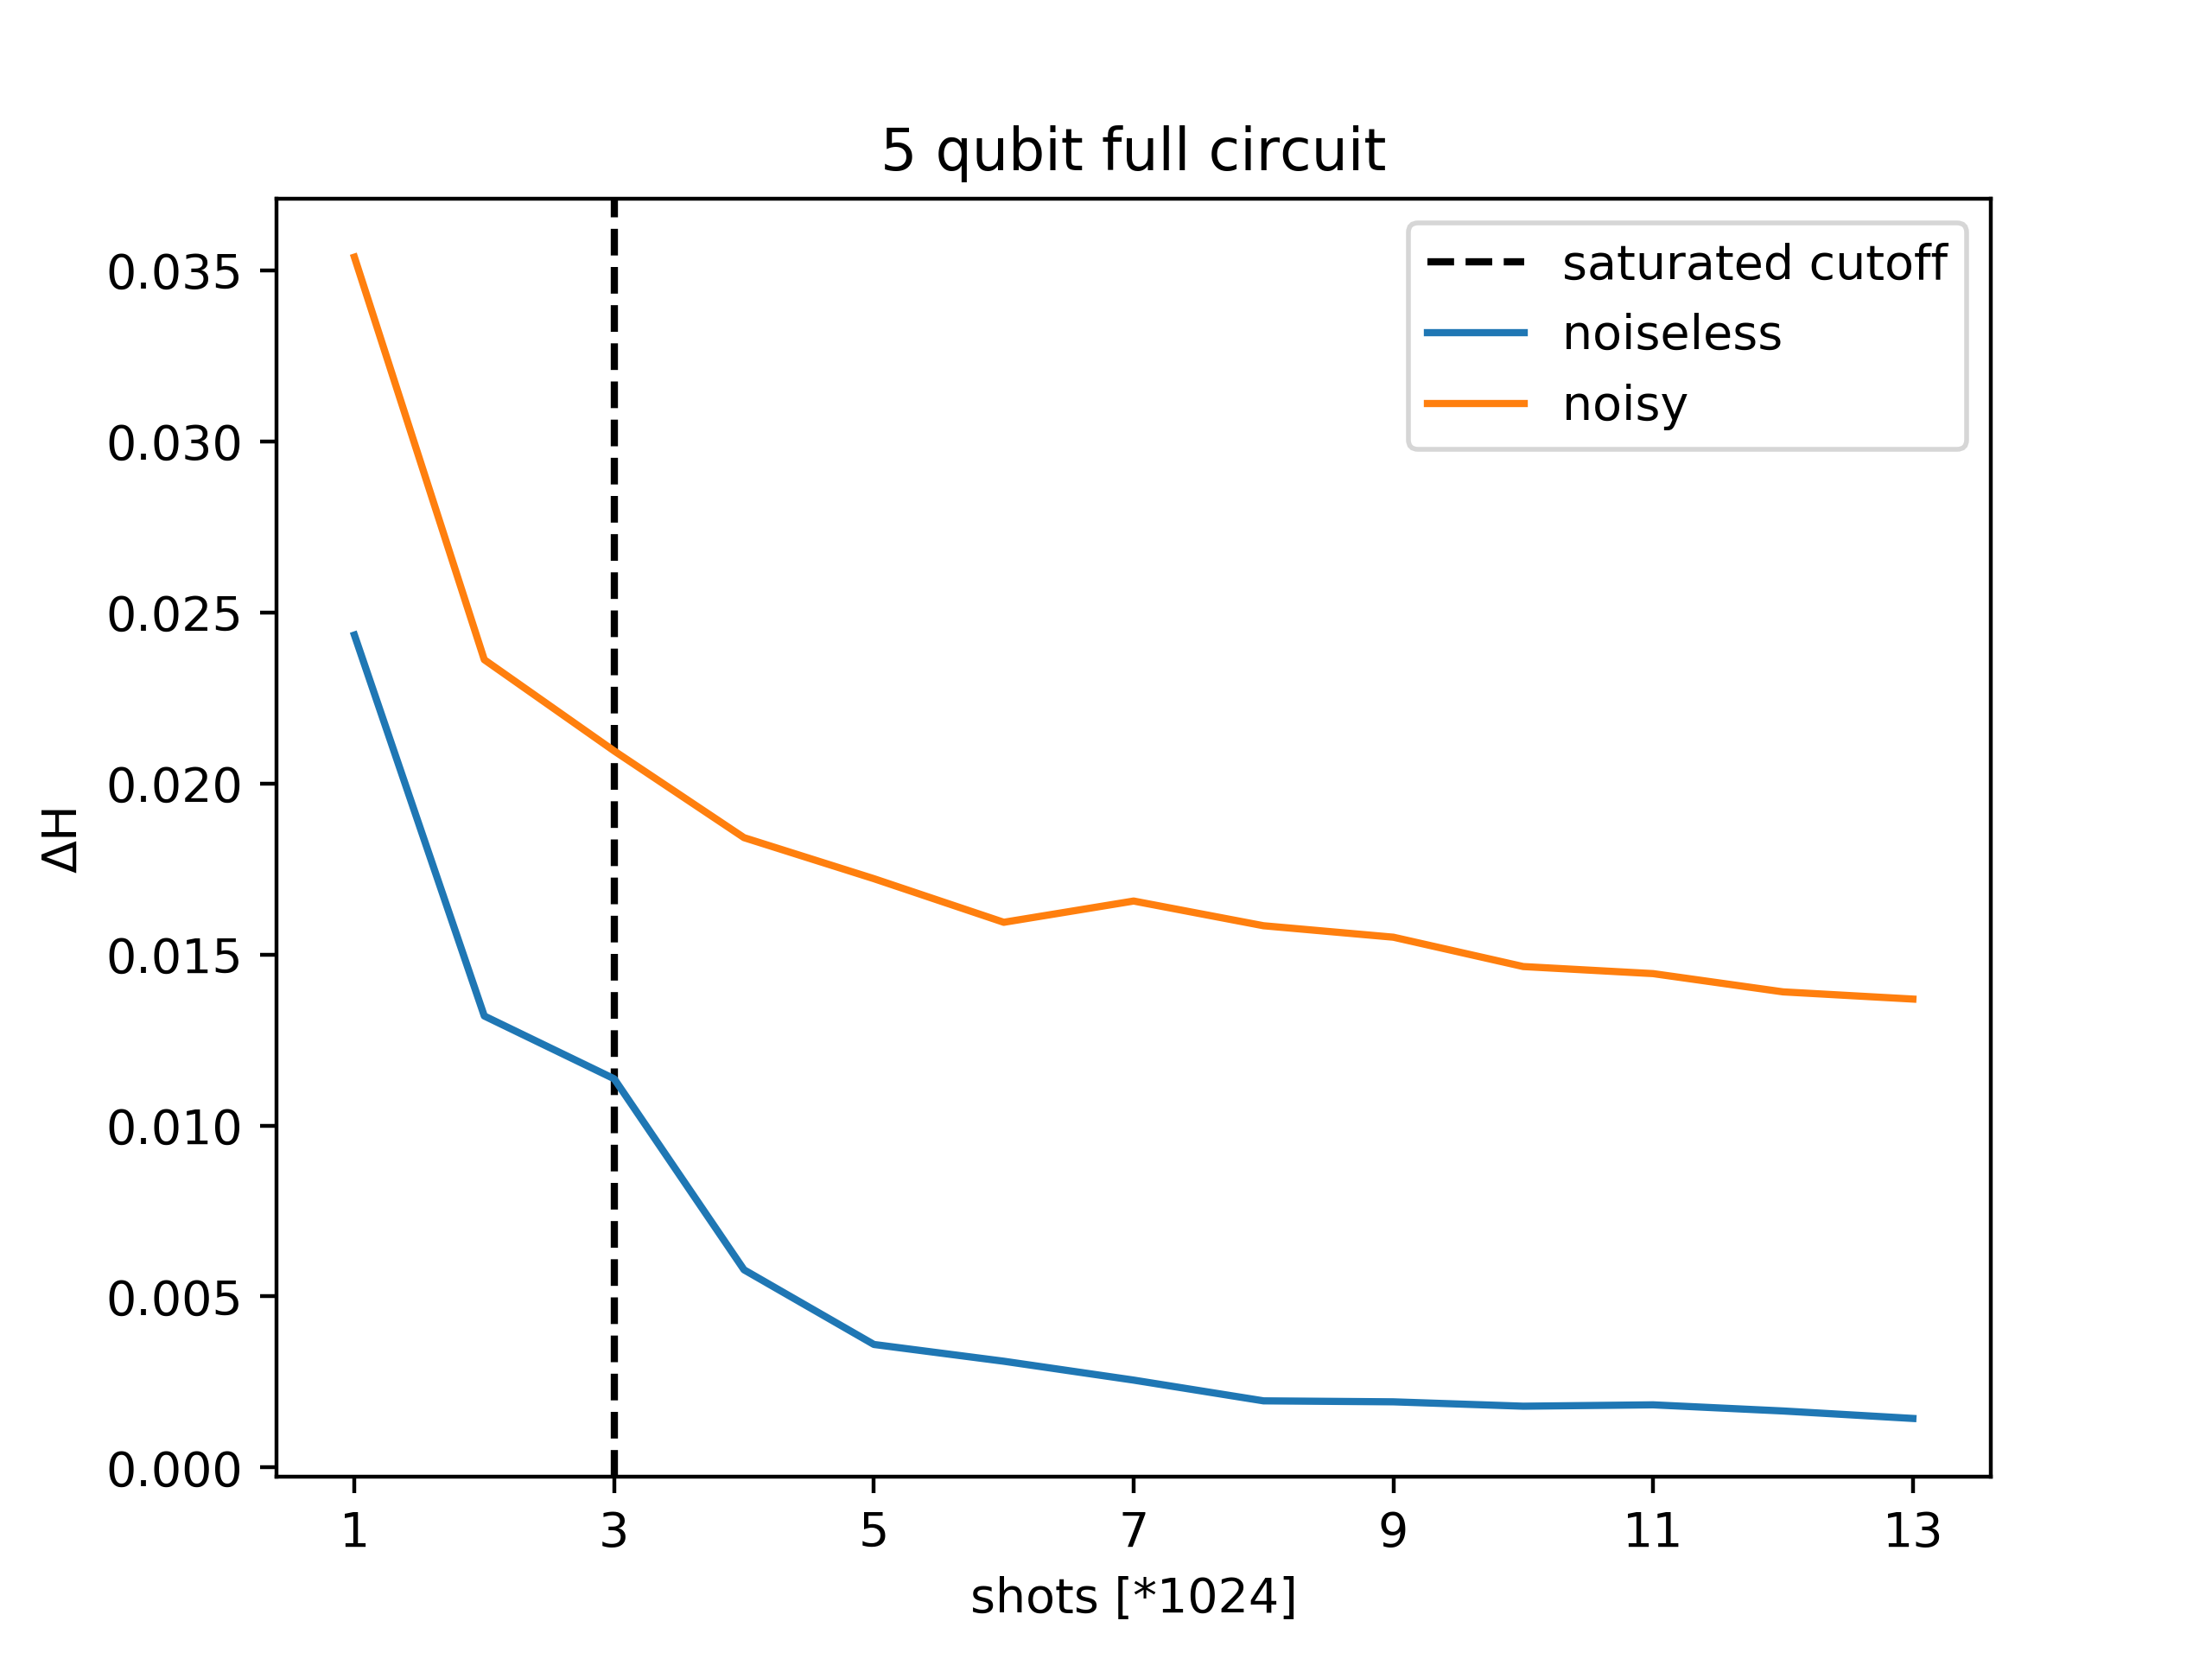 5 qubit full circuit
saturated cutoff
noiseless
noisy
0.035
0.030
0.025
0.020
0.015
0.010
0.005
0.000
ΔH
1 3 5 7 9 11 13
shots [*1024]